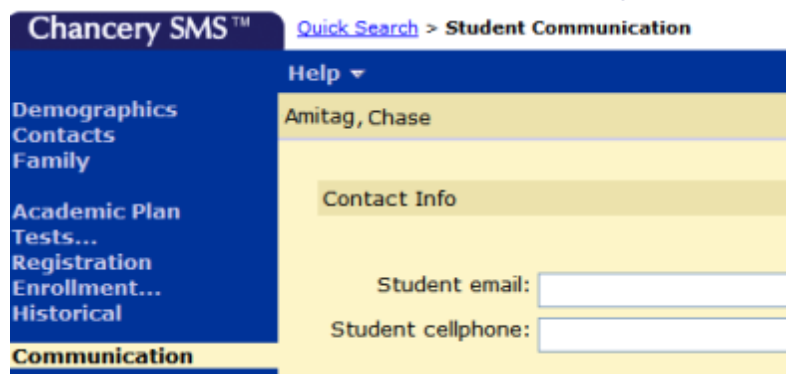 Chancery SMS™
Quick Search > Student Communication
Help
Demographics
Contacts
Family
Academic Plan
Tests...
Registration
Enrollment...
Historical
Communication
Amitag, Chase
Contact Info
Student email:
Student cellphone: